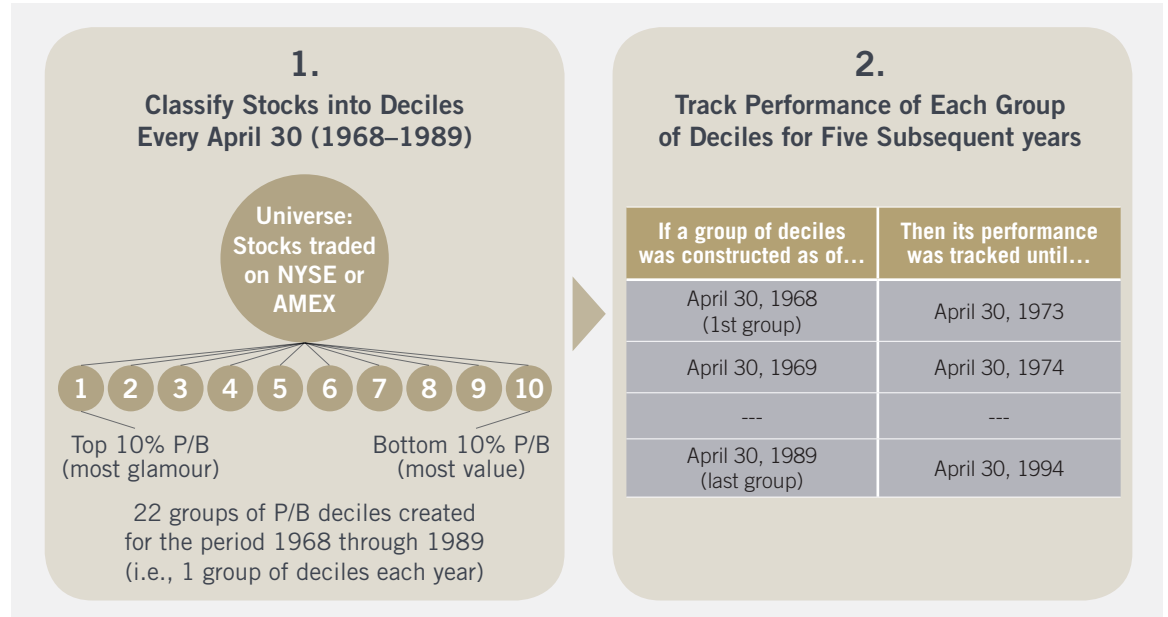 1.
Classify Stocks into Deciles
Every April 30 (1968–1989)
Universe:
Stocks traded
on NYSE or
AMEX
1 2 3 4 5 6 7 8 9 10
Top 10% P/B
(most glamour)
Bottom 10% P/B
(most value)
22 groups of P/B deciles created
for the period 1968 through 1989
(i.e., 1 group of deciles each year)
2.
Track Performance of Each Group
of Deciles for Five Subsequent years
If a group of deciles
was constructed as of…
Then its performance
was tracked until…
April 30, 1968
(1st group)
April 30, 1973
April 30, 1969
April 30, 1974
---
---
April 30, 1989
(last group)
April 30, 1994